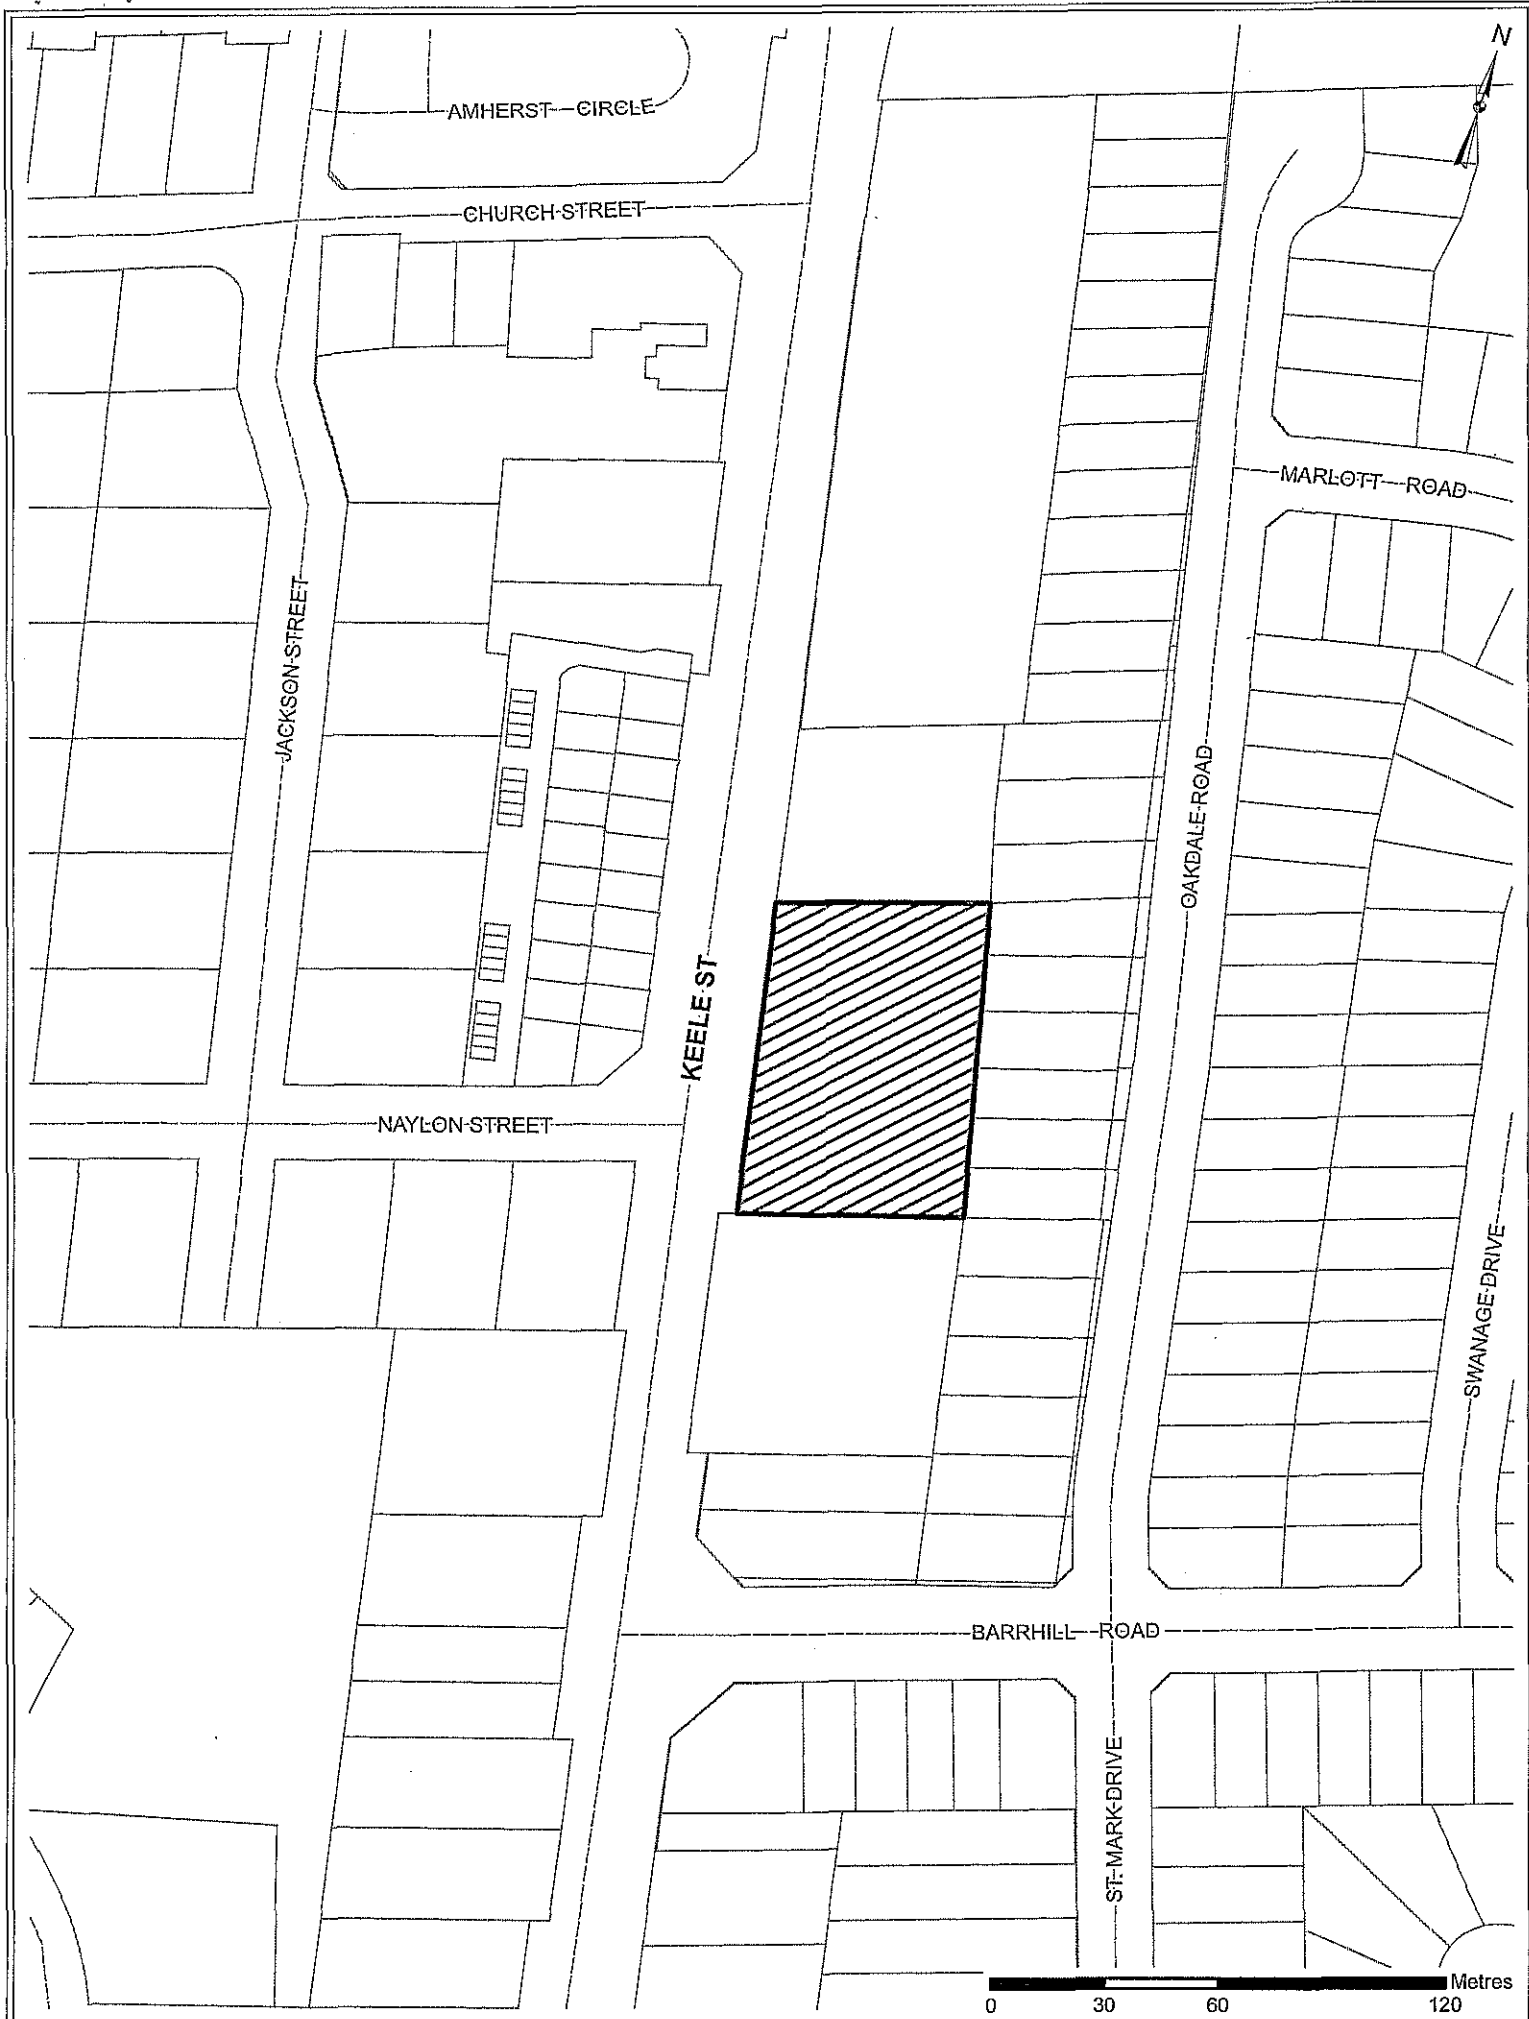 N
AMHERST CIRCLE
CHURCH STREET
MARLOTT ROAD
JACKSON STREET
OAKDALE ROAD
KEELE ST
NAYLON STREET
SWANAGE DRIVE
BARRHILL ROAD
ST. MARK DRIVE
Metres
0 30 60 120